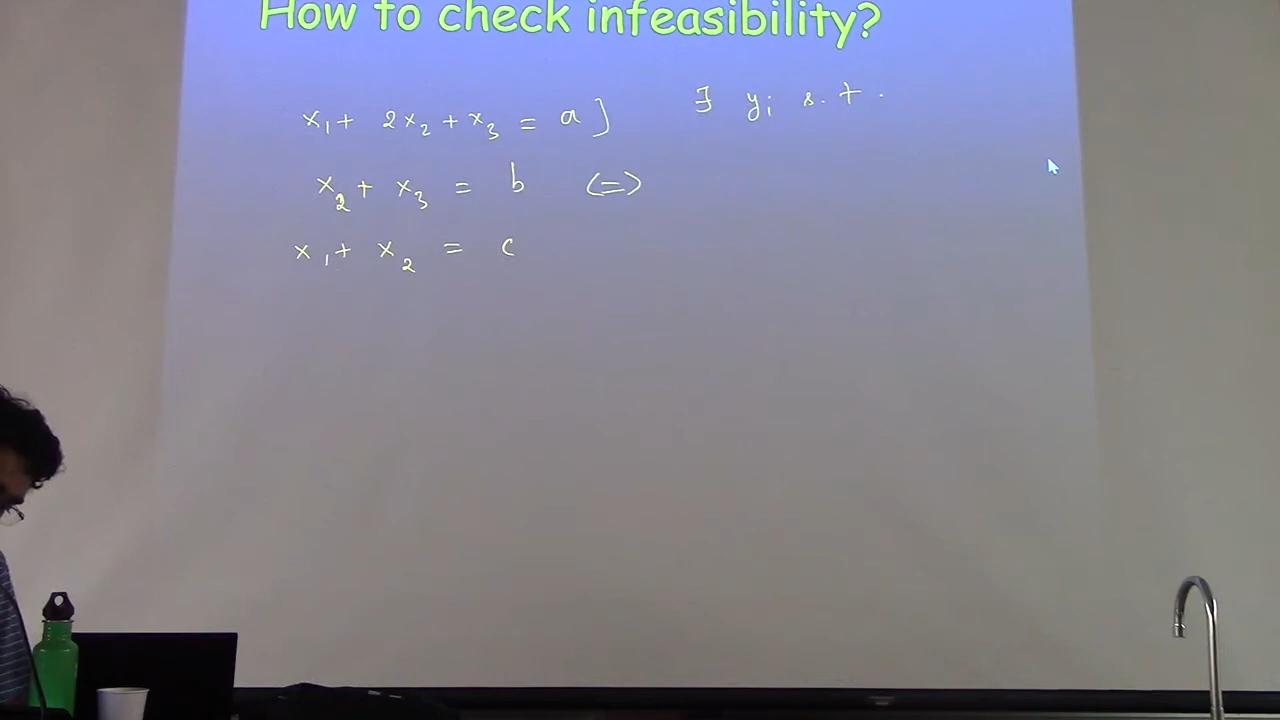 How to check infeasibility?
x₁ + 2x₂ + x₃ = a ]
∃ yᵢ s.t.
x₂ + x₃ = b (=)
x₁ + x₂ = c